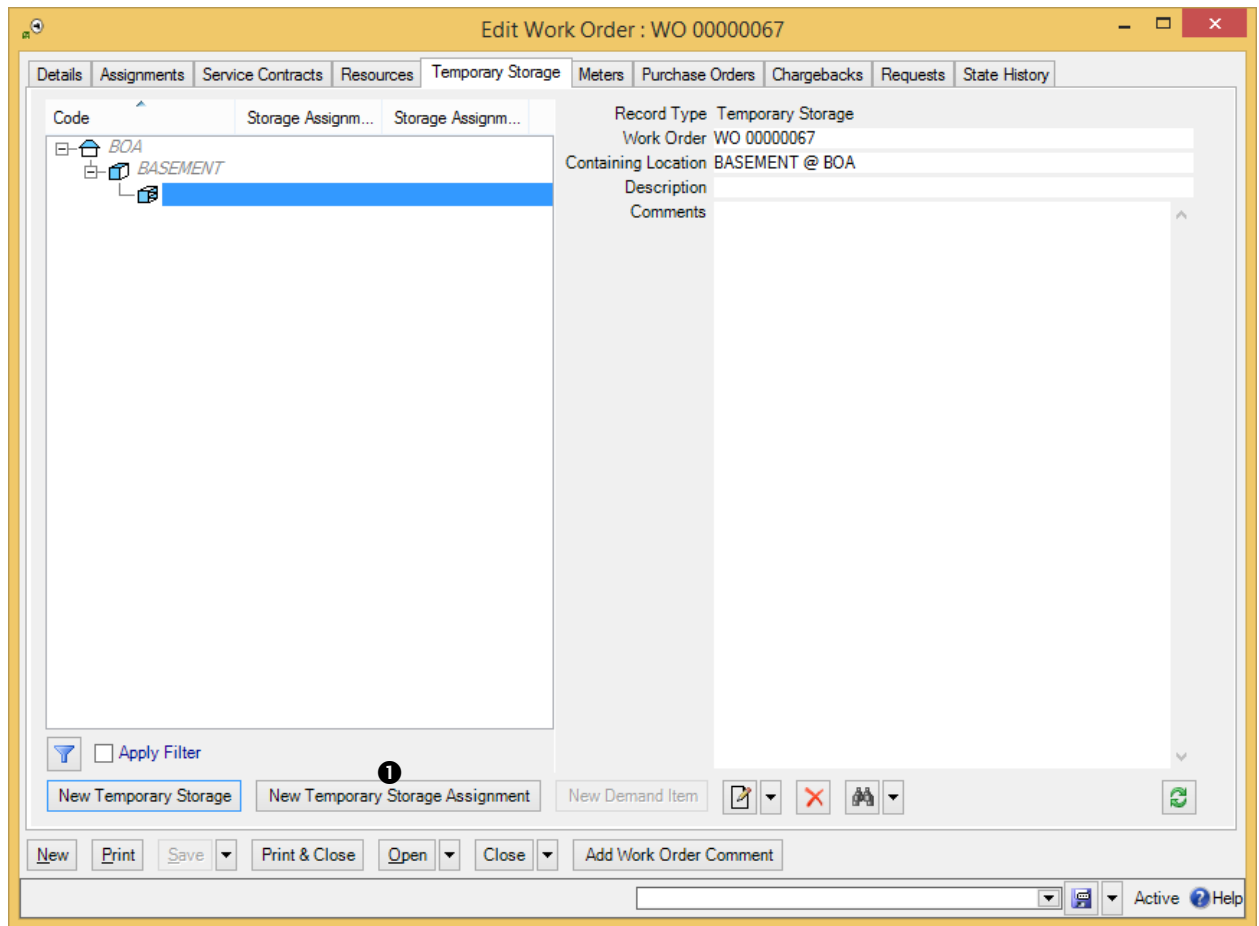 Edit Work Order : WO 00000067
Details Assignments Service Contracts Resources Temporary Storage Meters Purchase Orders Chargebacks Requests State History
Code Storage Assignm... Storage Assignm...
BOA
BASEMENT
Record Type Temporary Storage
Work Order WO 00000067
Containing Location BASEMENT @ BOA
Description
Comments
Apply Filter
❶
New Temporary Storage New Temporary Storage Assignment New Demand Item
New Print Save Print & Close Open Close Add Work Order Comment
Active Help